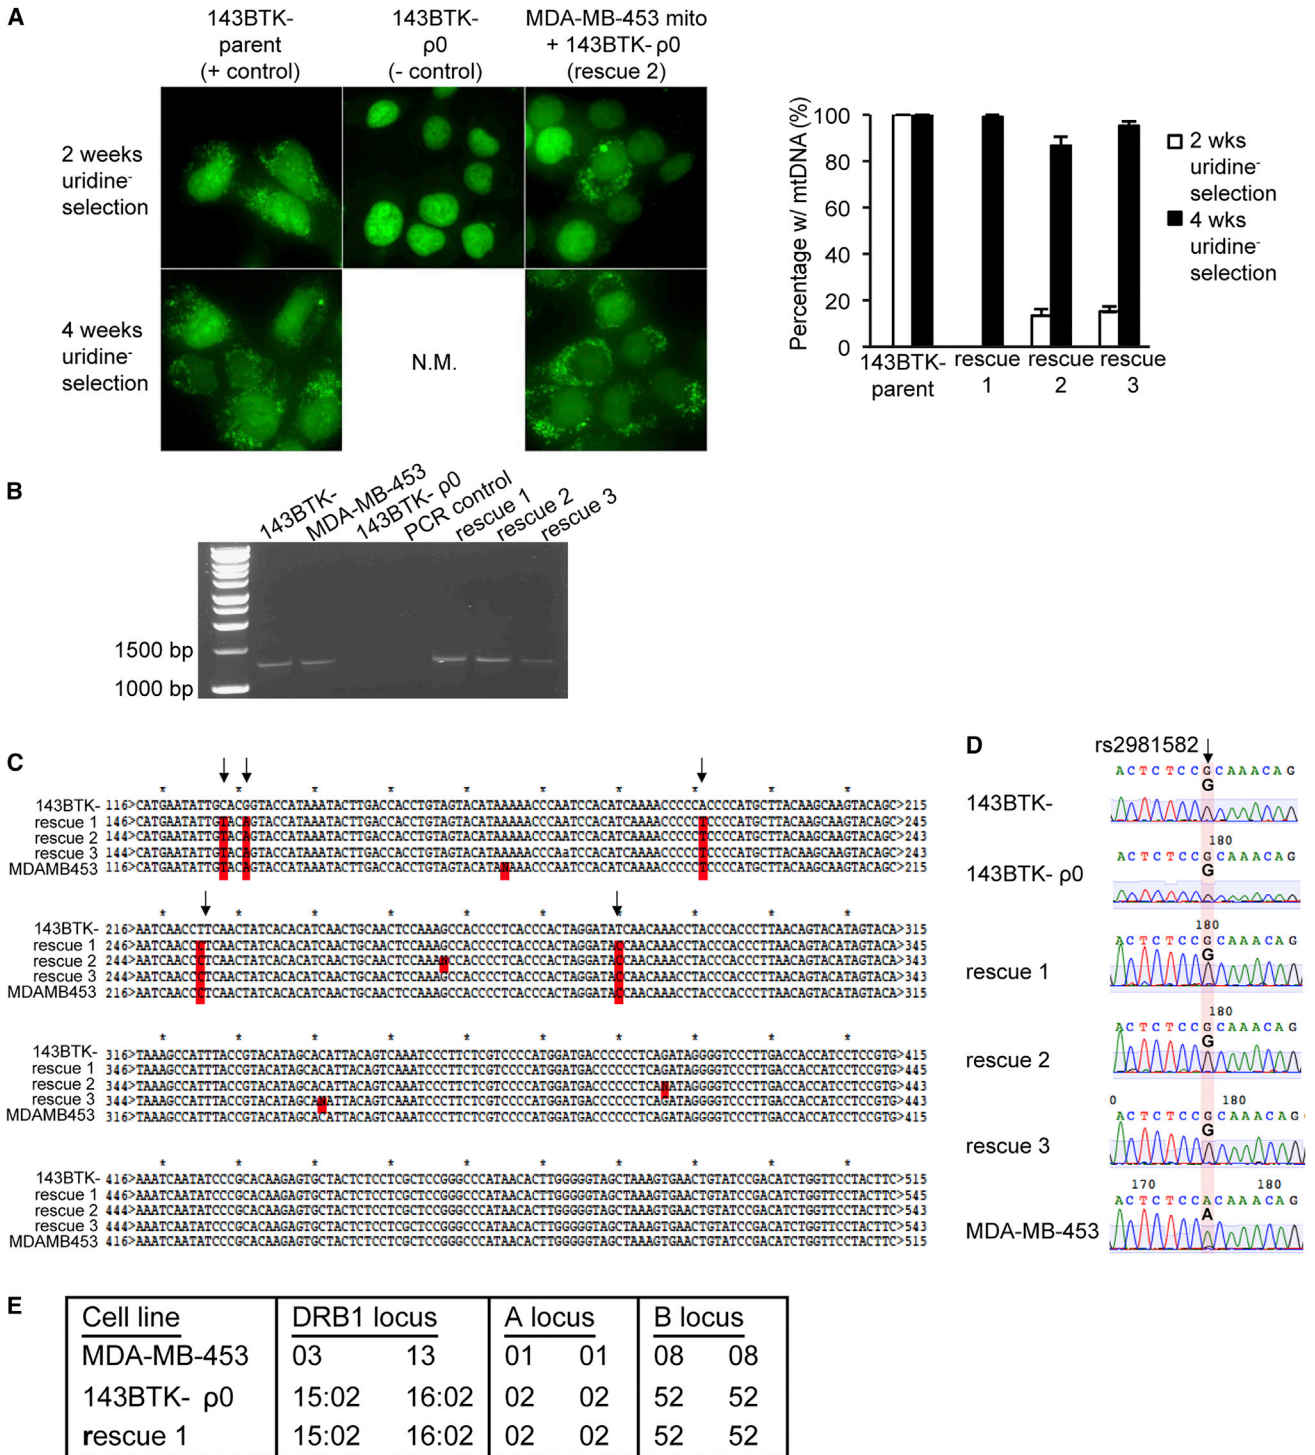 A
143BTK-
parent
(+ control)
143BTK-
ρ0
(- control)
MDA-MB-453 mito
+ 143BTK- ρ0
(rescue 2)
2 weeks
uridine-
selection
4 weeks
uridine-
selection
N.M.
Percentage w/ mtDNA (%)
100
80
60
40
20
0
143BTK-
parent
rescue
1
rescue
2
rescue
3
2 wks
uridine-
selection
4 wks
uridine-
selection
B
143BTK-
MDA-MB-453
143BTK- ρ0
PCR control
rescue 1
rescue 2
rescue 3
1500 bp
1000 bp
C
* * * * * * * * * *
143BTK- 116>CATGAATATTGCACGGTACCATAAATACTTGACCACCTGTAGTACATAAAAACCCAATCCACATCAAAACCCCCACCCCATGCTTACAAGCAAGTACAGC>215
rescue 1 146>CATGAATATTGTACAGTACCATAAATACTTGACCACCTGTAGTACATAAAAACCCAATCCACATCAAAACCCCCTCCCCATGCTTACAAGCAAGTACAGC>245
rescue 2 144>CATGAATATTGTACAGTACCATAAATACTTGACCACCTGTAGTACATAAAAACCCAATCCACATCAAAACCCCCTCCCCATGCTTACAAGCAAGTACAGC>243
rescue 3 144>CATGAATATTGTACAGTACCATAAATACTTGACCACCTGTAGTACATAAAAACCCAaTCCACATCAAAACCCCCTCCCCATGCTTACAAGCAAGTACAGC>243
MDAMB453 116>CATGAATATTGTACAGTACCATAAATACTTGACCACCTGTAGTACATANAAACCCAATCCACATCAAAACCCCCTCCCCATGCTTACAAGCAAGTACAGC>215
* * * * * * * * * *
143BTK- 216>AATCAACCTTCAACTATCACACATCAACTGCAACTCCAAAGCCACCCCTCACCCACTAGGATATCAACAAACCTACCCACCCTTAACAGTACATAGTACA>315
rescue 1 246>AATCAACCCTCAACTATCACACATCAACTGCAACTCCAAAGCCACCCCTCACCCACTAGGATACCAACAAACCTACCCACCCTTAACAGTACATAGTACA>345
rescue 2 244>AATCAACCCTCAACTATCACACATCAACTGCAACTCCAAANCCACCCCTCACCCACTAGGATACCAACAAACCTACCCACCCTTAACAGTACATAGTACA>343
rescue 3 244>AATCAACCCTCAACTATCACACATCAACTGCAACTCCAAAGCCACCCCTCACCCACTAGGATACCAACAAACCTACCCACCCTTAACAGTACATAGTACA>343
MDAMB453 216>AATCAACCCTCAACTATCACACATCAACTGCAACTCCAAAGCCACCCCTCACCCACTAGGATACCAACAAACCTACCCACCCTTAACAGTACATAGTACA>315
* * * * * * * * * *
143BTK- 316>TAAAGCCATTTACCGTACATAGCACATTACAGTCAAATCCCTTCTCGTCCCCATGGATGACCCCCCTCAGATAGGGGTCCCTTGACCACCATCCTCCGTG>415
rescue 1 346>TAAAGCCATTTACCGTACATAGCACATTACAGTCAAATCCCTTCTCGTCCCCATGGATGACCCCCCTCAGATAGGGGTCCCTTGACCACCATCCTCCGTG>445
rescue 2 344>TAAAGCCATTTACCGTACATAGCACATTACAGTCAAATCCCTTCTCGTCCCCATGGATGACCCCCCTCANATAGGGGTCCCTTGACCACCATCCTCCGTG>443
rescue 3 344>TAAAGCCATTTACCGTACATAGCANATTACAGTCAAATCCCTTCTCGTCCCCATGGATGACCCCCCTCAGATAGGGGTCCCTTGACCACCATCCTCCGTG>443
MDAMB453 316>TAAAGCCATTTACCGTACATAGCACATTACAGTCAAATCCCTTCTCGTCCCCATGGATGACCCCCCTCAGATAGGGGTCCCTTGACCACCATCCTCCGTG>415
* * * * * * * * * *
143BTK- 416>AAATCAATATCCCGCACAAGAGTGCTACTCTCCTCGCTCCGGGCCCATAACACTTGGGGGTAGCTAAAGTGAACTGTATCCGACATCTGGTTCCTACTTC>515
rescue 1 446>AAATCAATATCCCGCACAAGAGTGCTACTCTCCTCGCTCCGGGCCCATAACACTTGGGGGTAGCTAAAGTGAACTGTATCCGACATCTGGTTCCTACTTC>545
rescue 2 444>AAATCAATATCCCGCACAAGAGTGCTACTCTCCTCGCTCCGGGCCCATAACACTTGGGGGTAGCTAAAGTGAACTGTATCCGACATCTGGTTCCTACTTC>543
rescue 3 444>AAATCAATATCCCGCACAAGAGTGCTACTCTCCTCGCTCCGGGCCCATAACACTTGGGGGTAGCTAAAGTGAACTGTATCCGACATCTGGTTCCTACTTC>543
MDAMB453 416>AAATCAATATCCCGCACAAGAGTGCTACTCTCCTCGCTCCGGGCCCATAACACTTGGGGGTAGCTAAAGTGAACTGTATCCGACATCTGGTTCCTACTTC>515
D
rs2981582
A C T C T C C G C A A A C A G
143BTK- G
180
A C T C T C C G C A A A C A G
143BTK- ρ0 G
180
A C T C T C C G C A A A C A G
rescue 1 G
180
A C T C T C C G C A A A C A G
rescue 2 G
0 180
A C T C T C C G C A A A C A G
rescue 3 G
170 180
A C T C T C C A C A A A C A G
MDA-MB-453 A
E
Cell line DRB1 locus A locus B locus
MDA-MB-453 03 13 01 01 08 08
143BTK- ρ0 15:02 16:02 02 02 52 52
rescue 1 15:02 16:02 02 02 52 52